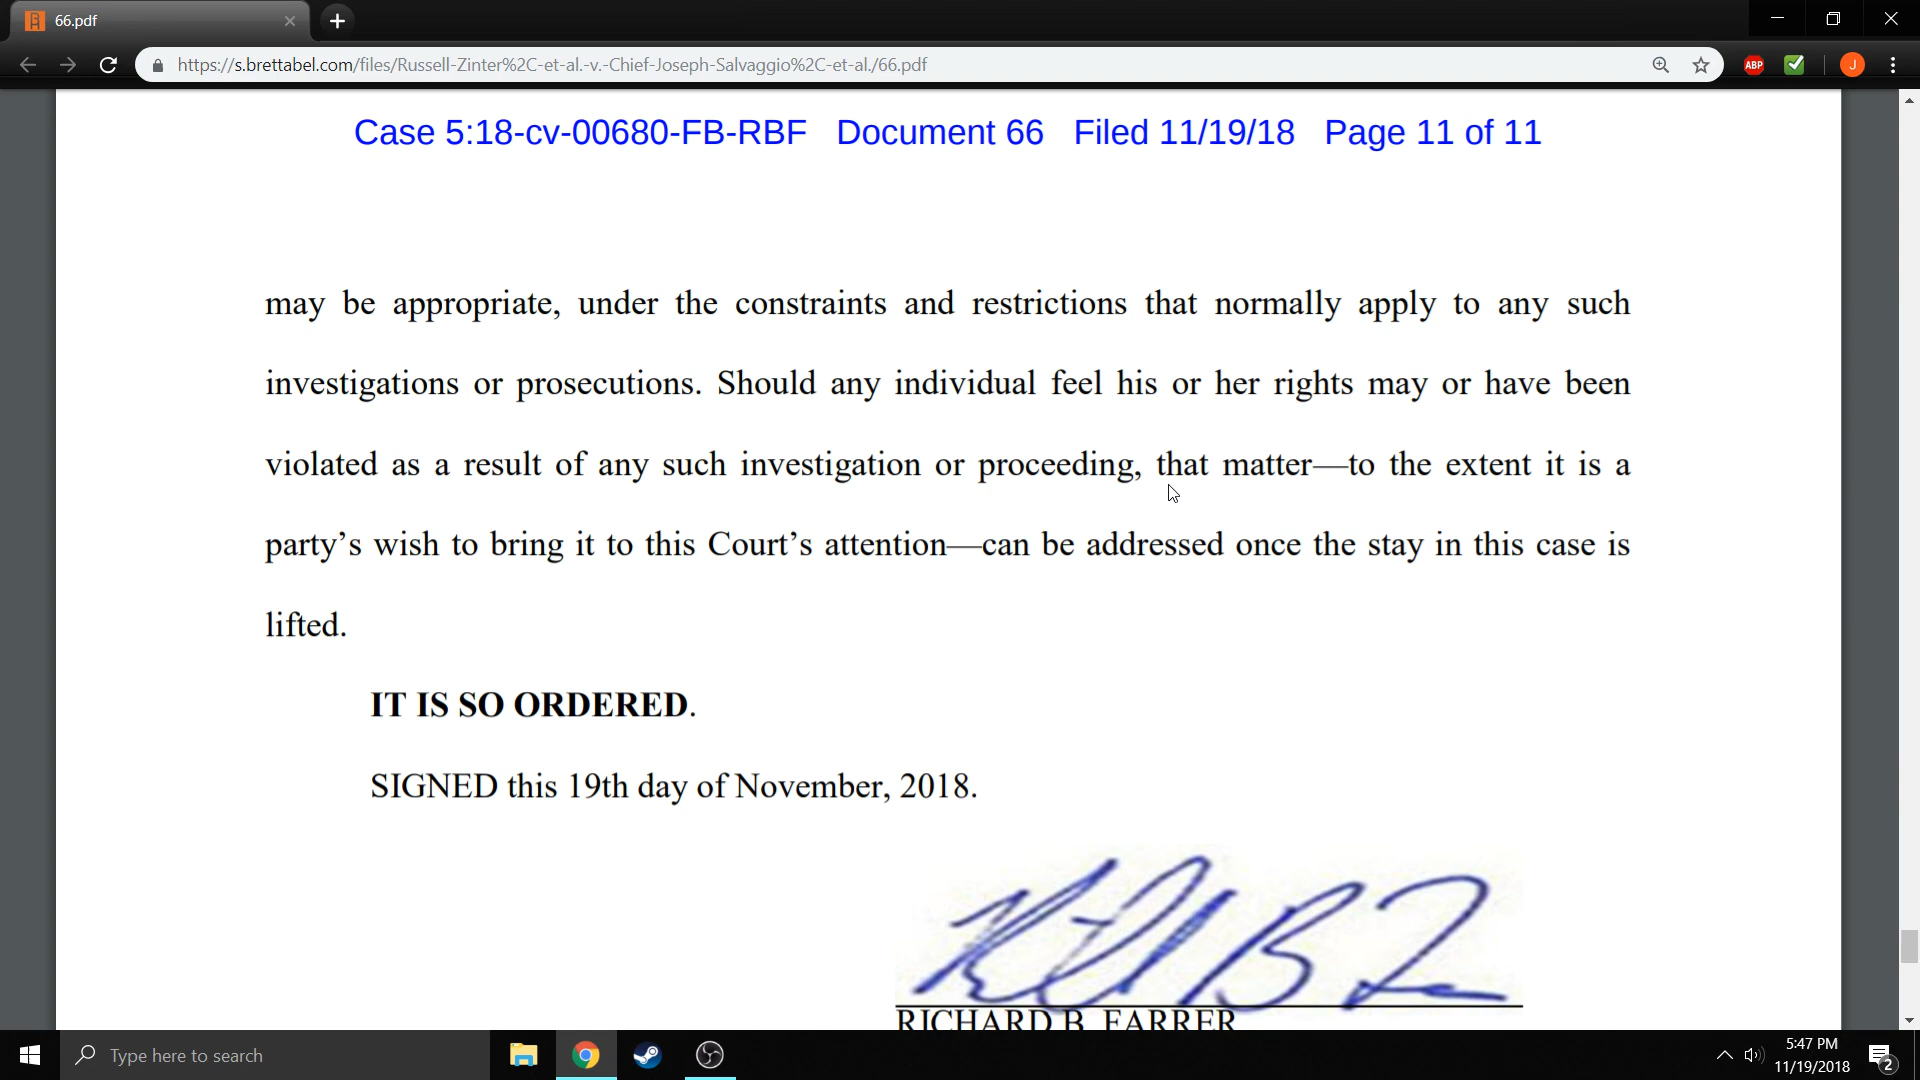 66.pdf
https://s.brettabel.com/files/Russell-Zinter%2C-et-al.-v.-Chief-Joseph-Salvaggio%2C-et-al./66.pdf
ABP
J
Case 5:18-cv-00680-FB-RBF Document 66 Filed 11/19/18 Page 11 of 11
may be appropriate, under the constraints and restrictions that normally apply to any such
investigations or prosecutions. Should any individual feel his or her rights may or have been
violated as a result of any such investigation or proceeding, that matter—to the extent it is a
party’s wish to bring it to this Court’s attention—can be addressed once the stay in this case is
lifted.
IT IS SO ORDERED.
SIGNED this 19th day of November, 2018.
RICHARD B. FARRER
Type here to search
5:47 PM
11/19/2018
2